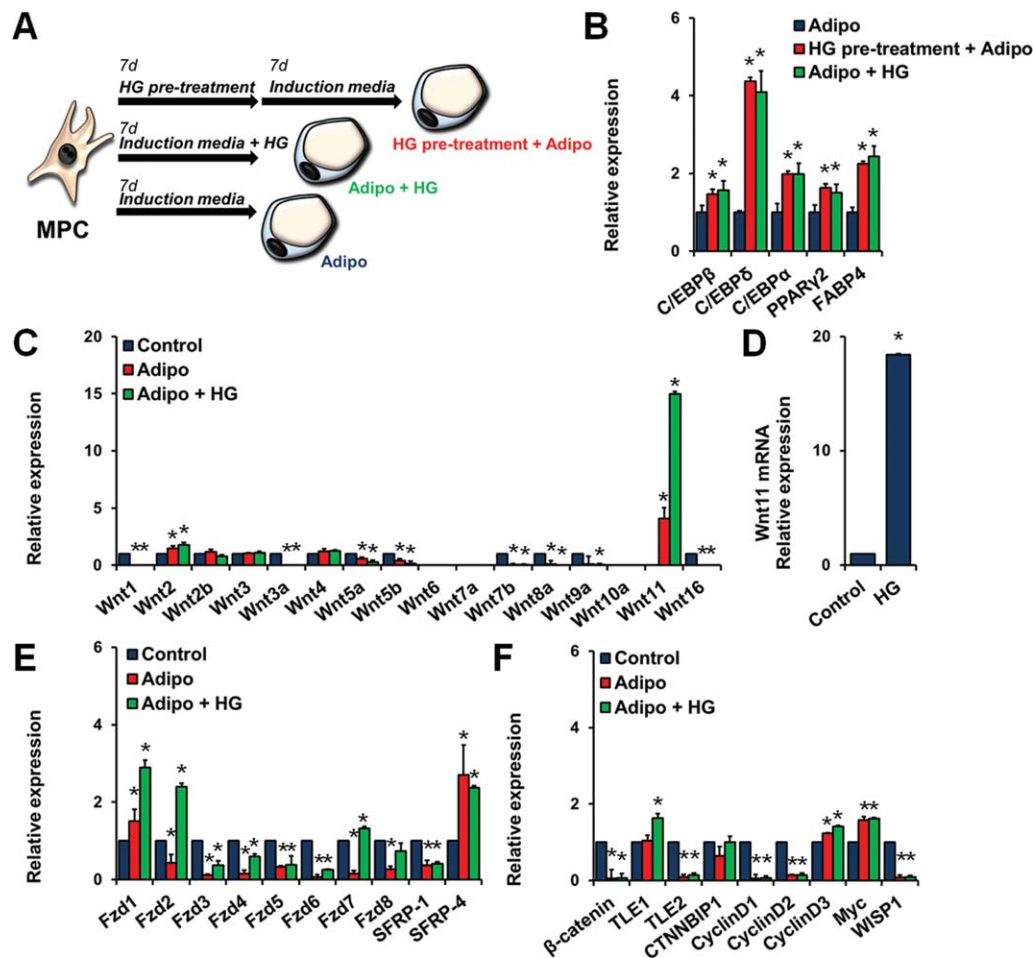 A
7d
HG pre-treatment
7d
Induction media
7d
Induction media + HG
HG pre-treatment + Adipo
7d
Induction media
Adipo + HG
MPC
Adipo
B
Adipo
HG pre-treatment + Adipo
Adipo + HG
Relative expression
6
4
2
0
* * * * * * * * * *
C/EBPβ
C/EBPδ
C/EBPα
PPARγ2
FABP4
C
Control
Adipo
Adipo + HG
Relative expression
20
15
10
5
0
** * * ** ** ** ** ** * * * **
Wnt1
Wnt2
Wnt2b
Wnt3
Wnt3a
Wnt4
Wnt5a
Wnt5b
Wnt6
Wnt7a
Wnt7b
Wnt8a
Wnt9a
Wnt10a
Wnt11
Wnt16
D
Wnt11 mRNA
Relative expression
20
10
0
*
Control
HG
E
Control
Adipo
Adipo + HG
Relative expression
6
4
2
0
* * * * * * * * ** ** * * * ** * *
Fzd1
Fzd2
Fzd3
Fzd4
Fzd5
Fzd6
Fzd7
Fzd8
SFRP-1
SFRP-4
F
Control
Adipo
Adipo + HG
Relative expression
6
4
2
0
** * ** ** ** * * ** **
β-catenin
TLE1
TLE2
CTNNBIP1
CyclinD1
CyclinD2
CyclinD3
Myc
WISP1